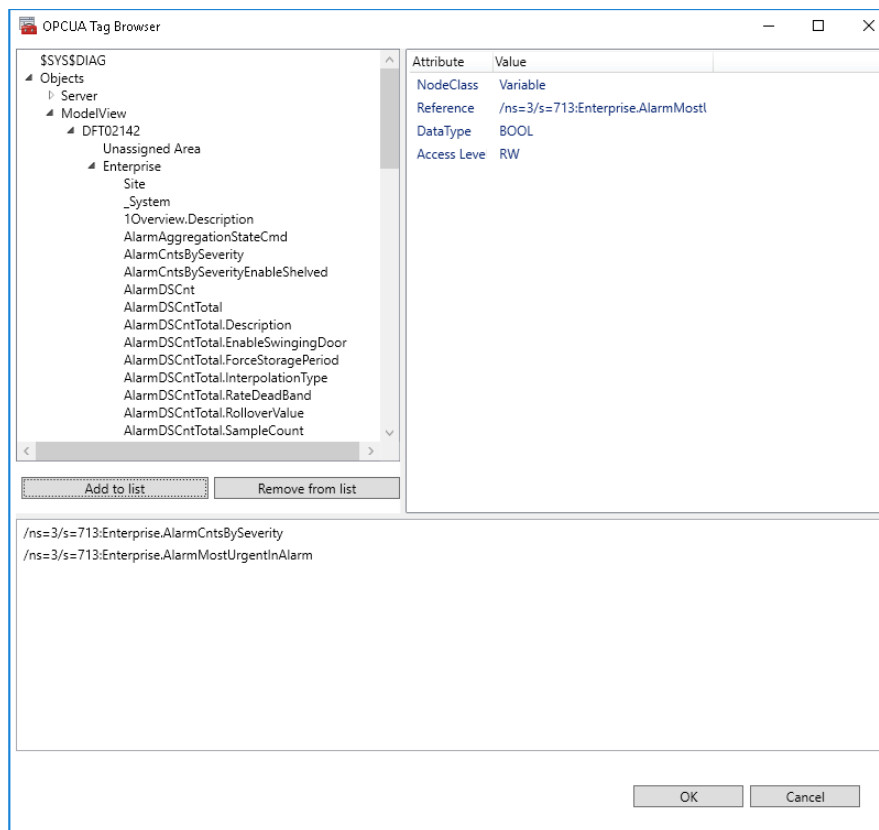 OPCUA Tag Browser
$SYS$DIAG
Objects
Server
ModelView
DFT02142
Unassigned Area
Enterprise
Site
_System
1Overview.Description
AlarmAggregationStateCmd
AlarmCntsBySeverity
AlarmCntsBySeverityEnableShelved
AlarmDSCnt
AlarmDSCntTotal
AlarmDSCntTotal.Description
AlarmDSCntTotal.EnableSwingingDoor
AlarmDSCntTotal.ForceStoragePeriod
AlarmDSCntTotal.InterpolationType
AlarmDSCntTotal.RateDeadBand
AlarmDSCntTotal.RolloverValue
AlarmDSCntTotal.SampleCount
Attribute Value
NodeClass Variable
Reference /ns=3/s=713:Enterprise.AlarmMostU
DataType BOOL
Access Leve RW
Add to list Remove from list
/ns=3/s=713:Enterprise.AlarmCntsBySeverity
/ns=3/s=713:Enterprise.AlarmMostUrgentInAlarm
OK Cancel